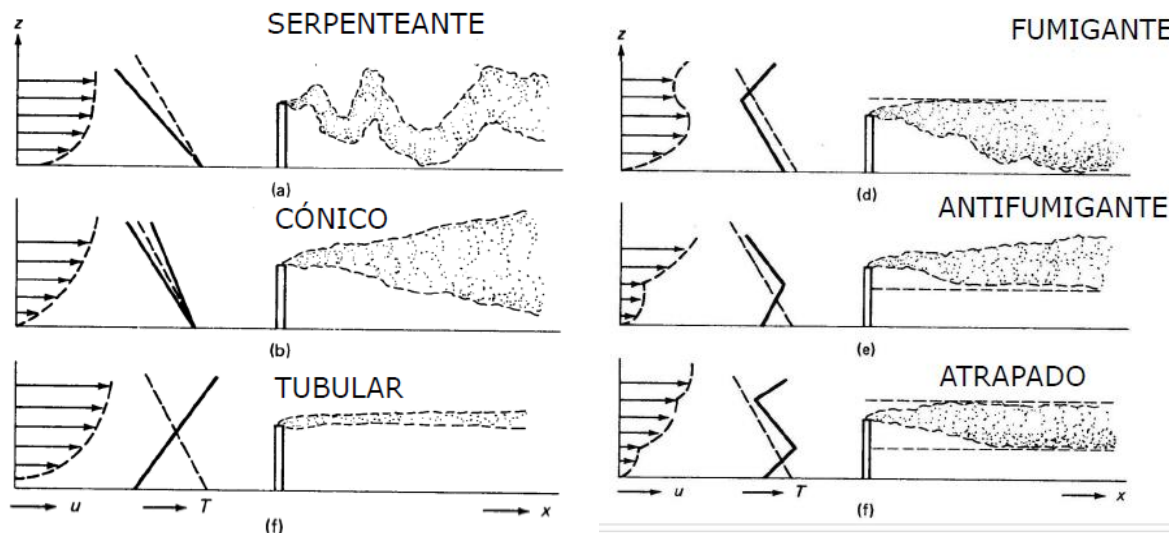 z
SERPENTEANTE
(a)
CÓNICO
(b)
TUBULAR
u
T
x
(f)
z
FUMIGANTE
(d)
ANTIFUMIGANTE
(e)
ATRAPADO
u
T
x
(f)